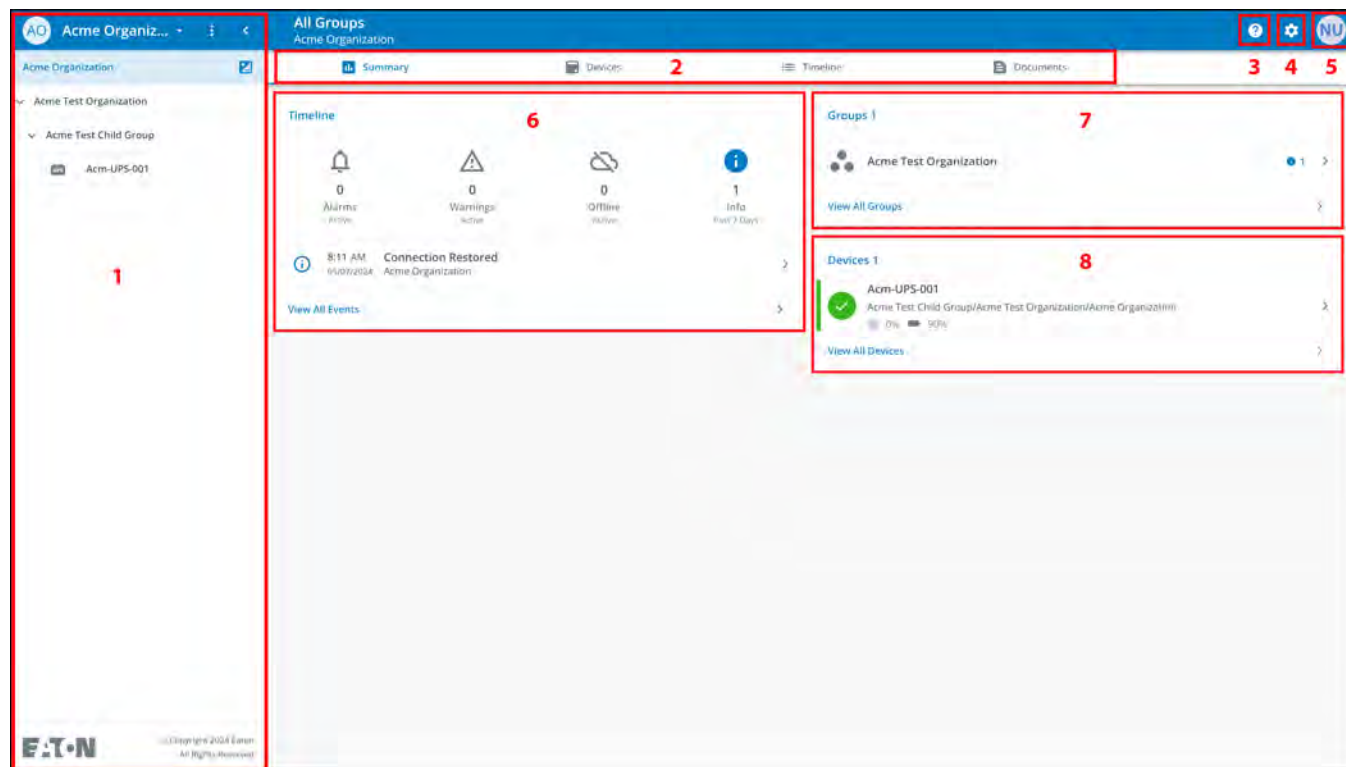 AO Acme Organiz...
All Groups
Acme Organization
NU
Acme Organization
Summary
Devices
2
Timeline
Documents
3 4 5
Acme Test Organization
Acme Test Child Group
Acm-UPS-001
1
Timeline
6
0
0
0
1
Alarms
Warnings
Offline
Info
Active
Active
Active
Past 7 Days
8:11 AM Connection Restored
Acme Organization
View All Events
Groups 1
7
Acme Test Organization
1
View All Groups
Devices 1
8
Acm-UPS-001
Acme Test Child Group/Acme Test Organization/Acme Organization
0% 90%
View All Devices
EATON
Copyright 2024 Eaton
All Rights Reserved